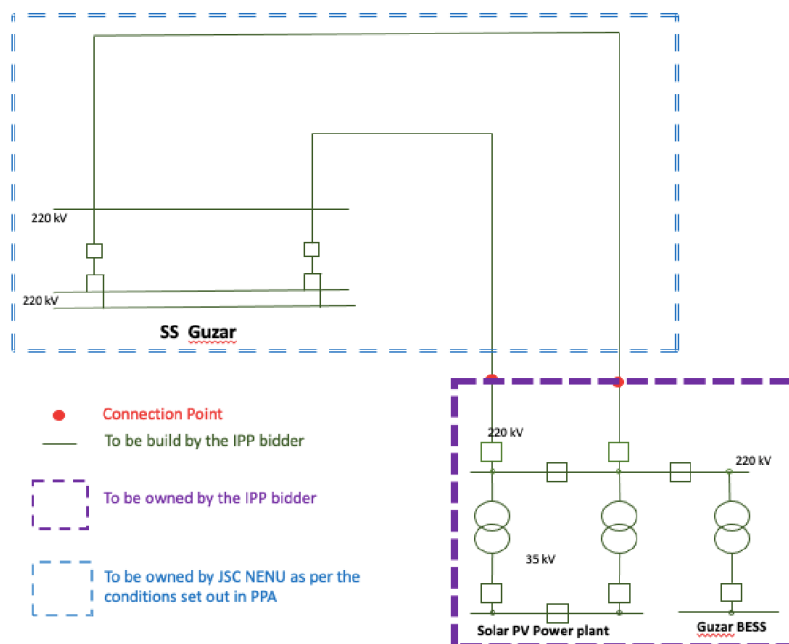 220 kV
220 kV
SS Guzar
Connection Point
To be build by the IPP bidder
To be owned by the IPP bidder
To be owned by JSC NENU as per the
conditions set out in PPA
220 kV
220 kV
35 kV
Solar PV Power plant
Guzar BESS